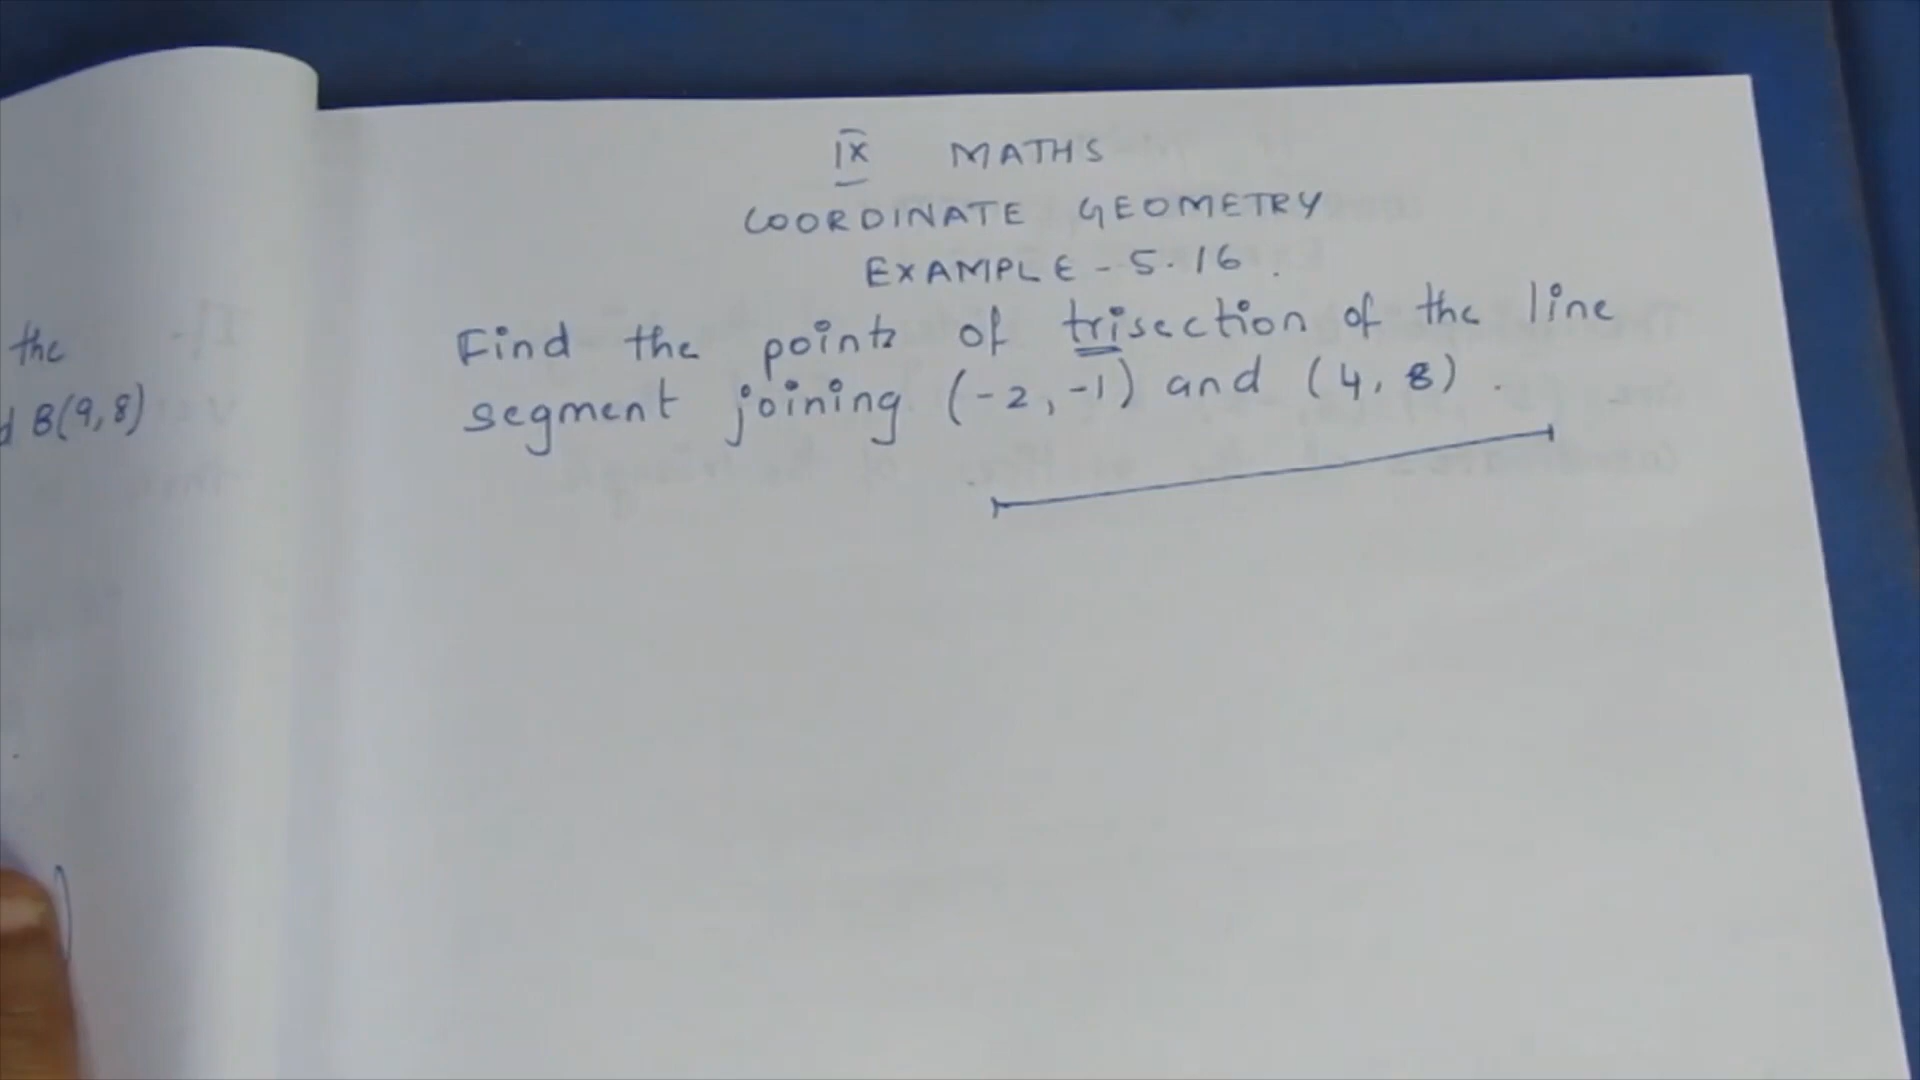 IX MATHS
COORDINATE GEOMETRY
EXAMPLE - 5.16.
Find the points of trisection of the line
segment joining (-2, -1) and (4, 8).
the
d B(9,8)